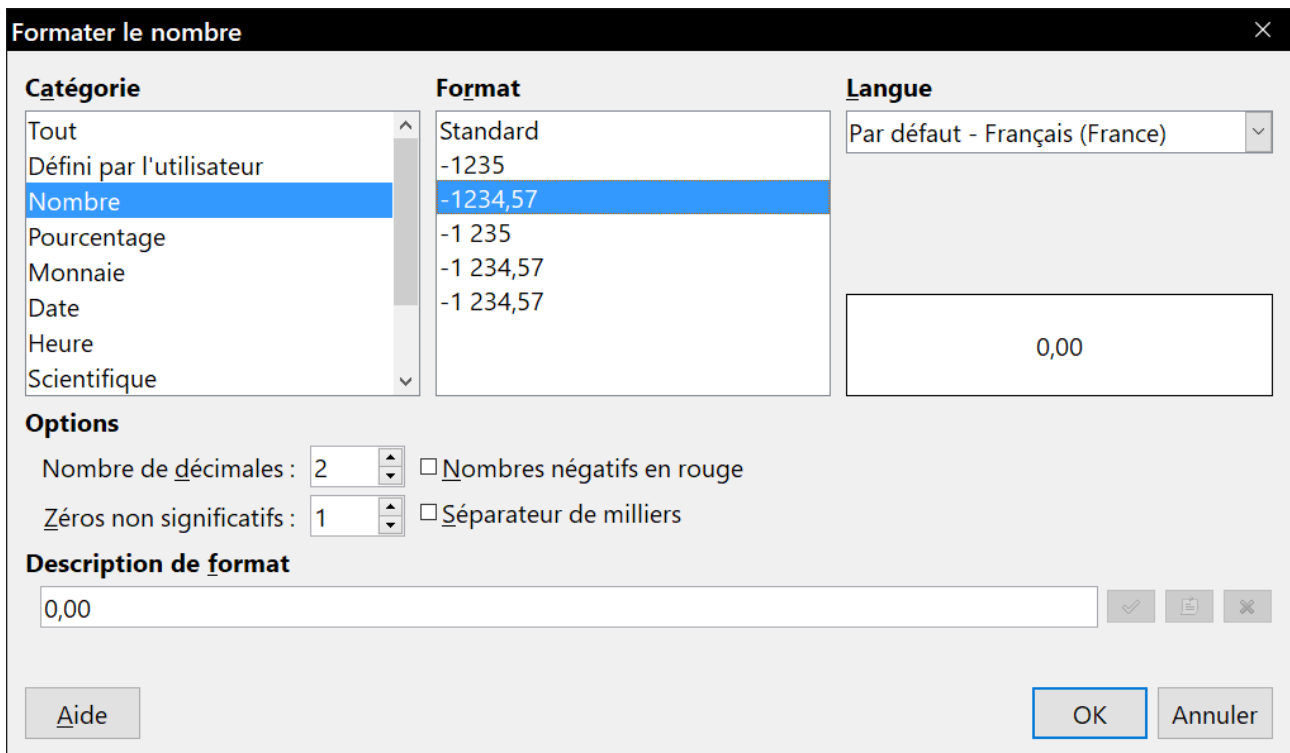 Formater le nombre
Catégorie
Tout
Défini par l'utilisateur
Nombre
Pourcentage
Monnaie
Date
Heure
Scientifique
Format
Standard
-1235
-1234,57
-1 235
-1 234,57
-1 234,57
Langue
Par défaut - Français (France)
0,00
Options
Nombre de décimales : 2
Nombres négatifs en rouge
Zéros non significatifs : 1
Séparateur de milliers
Description de format
0,00
Aide
OK
Annuler